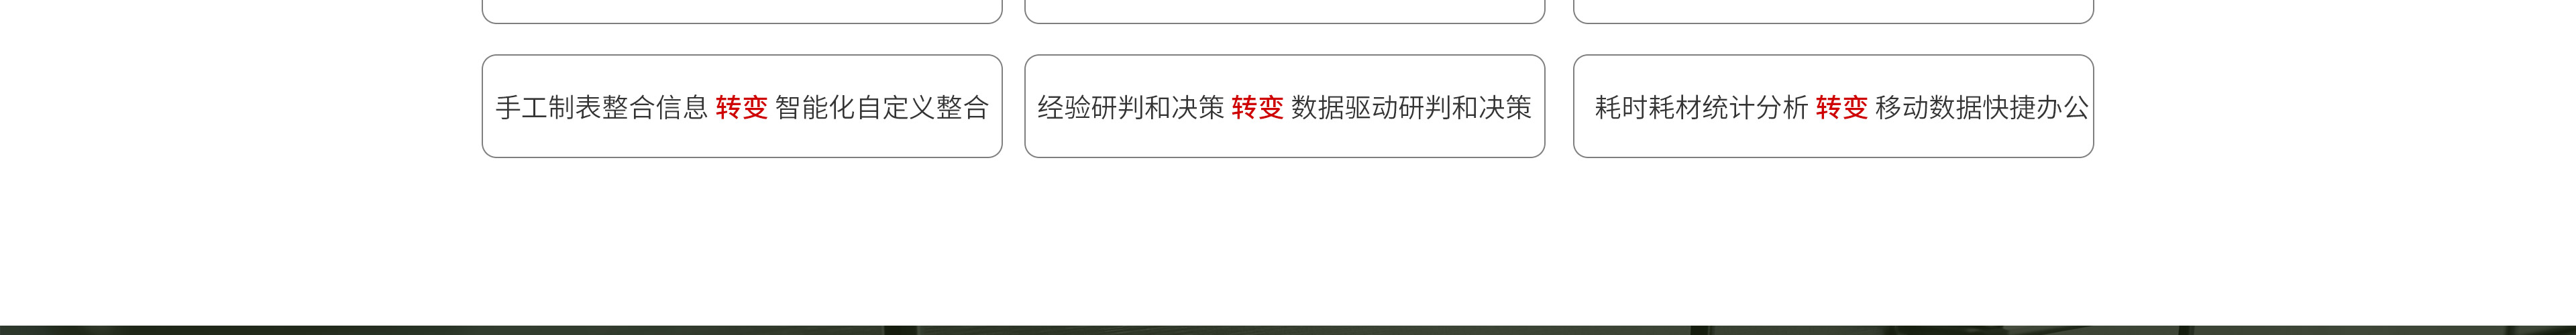 手工制表整合信息 转变 智能化自定义整合
经验研判和决策 转变 数据驱动研判和决策
耗时耗材统计分析 转变 移动数据快捷办公